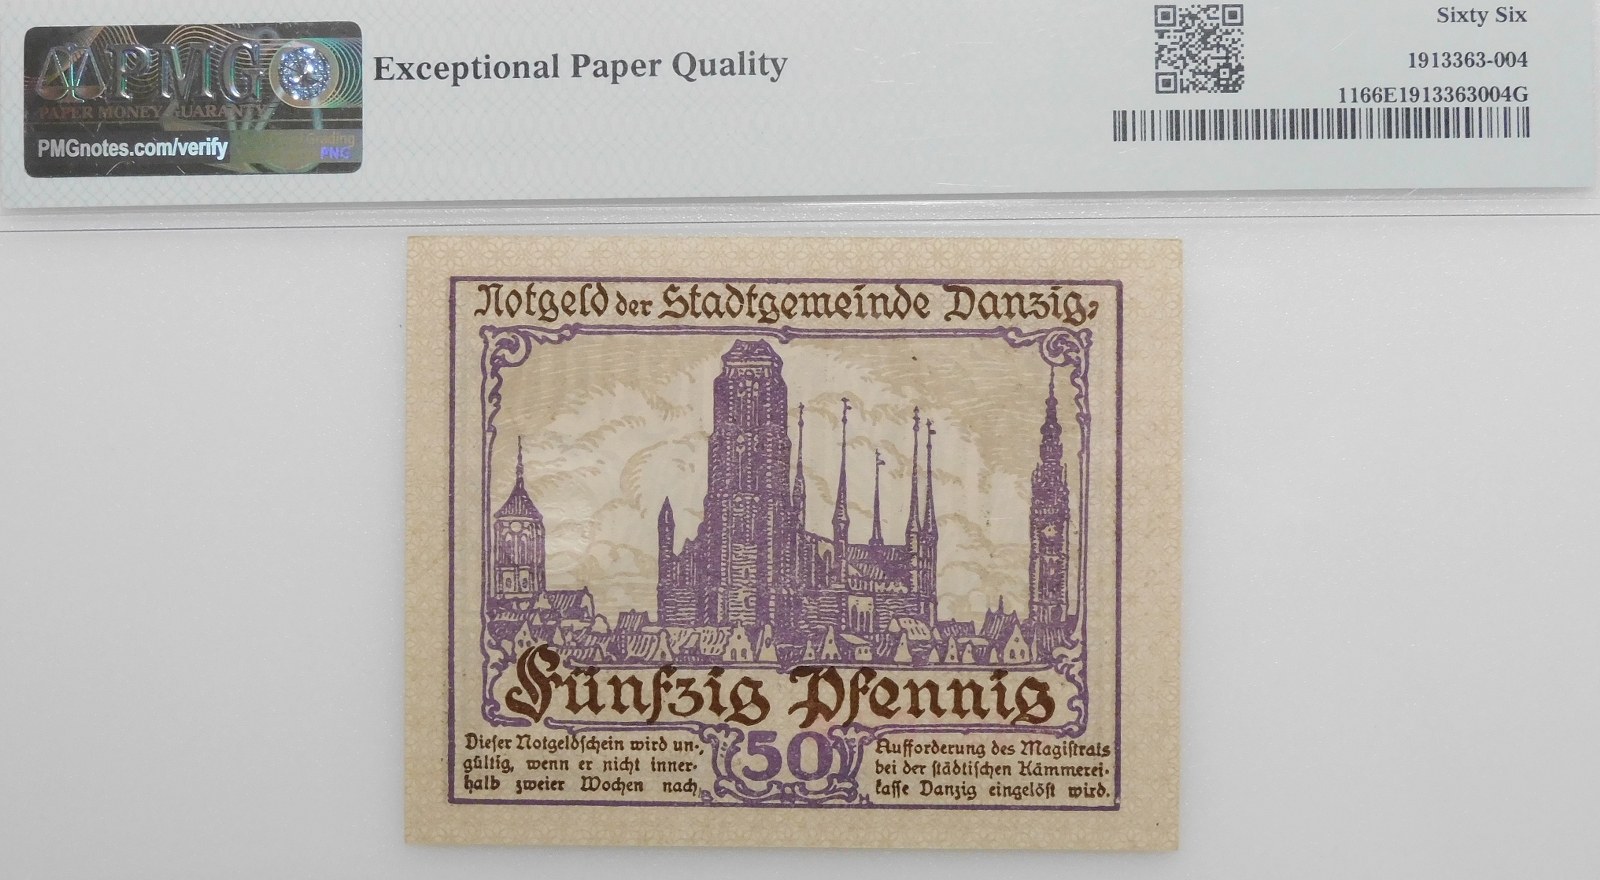 PMG
PAPER MONEY GUARANTY
PMGnotes.com/verify
Grading
PNG
Exceptional Paper Quality
Sixty Six
1913363-004
1166E1913363004G
Notgeld der Stadtgemeinde Danzig.
Fünfzig Pfennig
50
Dieser Notgeldschein wird un-
gültig, wenn er nicht inner-
halb zweier Wochen nach
Aufforderung des Magistrats
bei der städtischen Kämmerei-
kasse Danzig eingelöst wird.